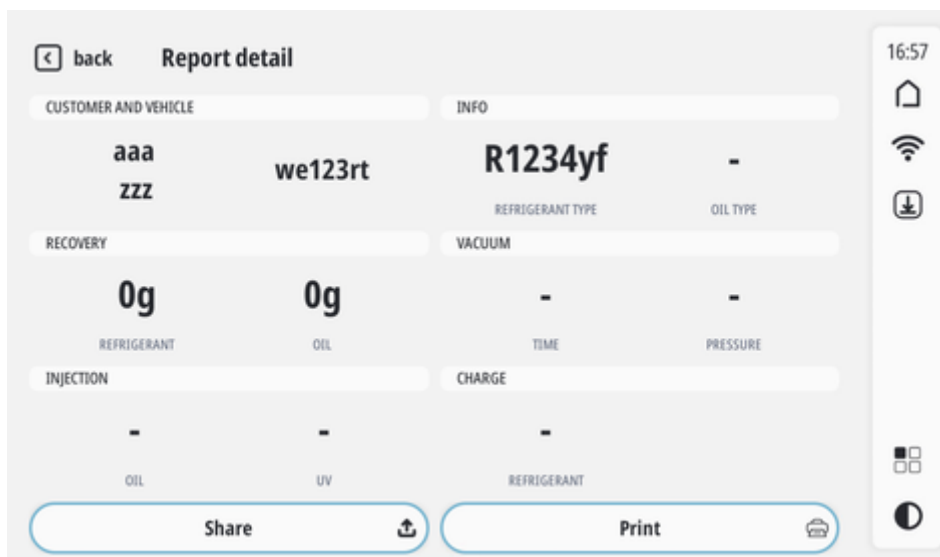 back Report detail
16:57
CUSTOMER AND VEHICLE
INFO
aaa
zzz
we123rt
R1234yf
-
REFRIGERANT TYPE
OIL TYPE
RECOVERY
VACUUM
0g
0g
-
-
REFRIGERANT
OIL
TIME
PRESSURE
INJECTION
CHARGE
-
-
-
OIL
UV
REFRIGERANT
Share
Print